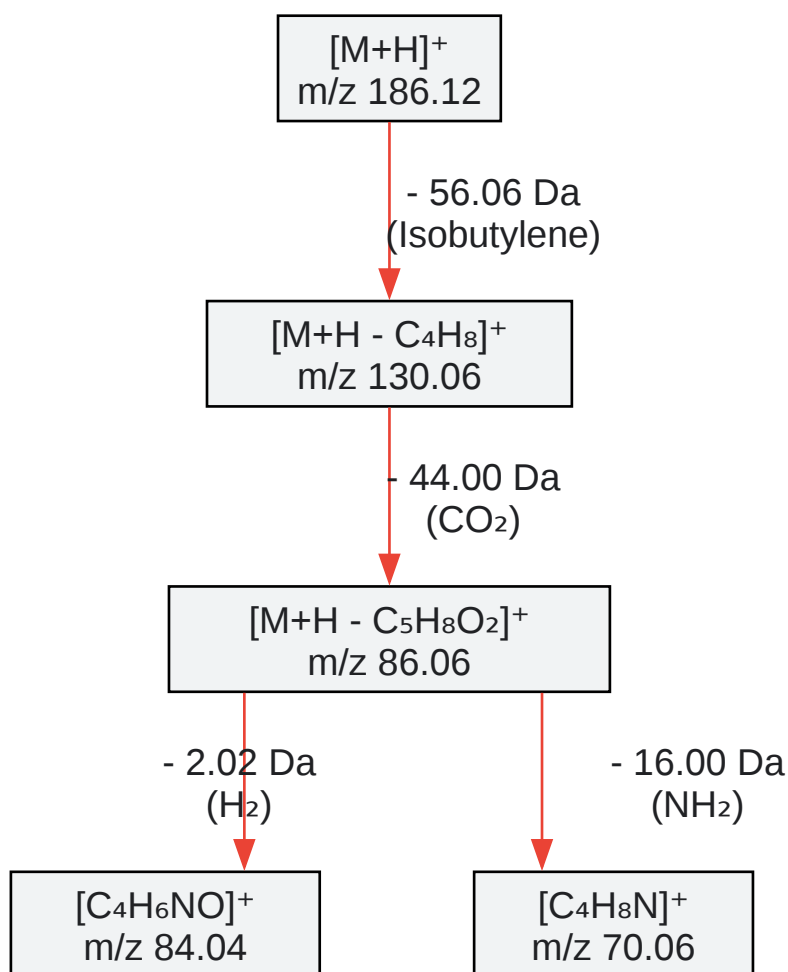 [M+H]⁺
m/z 186.12
- 56.06 Da
(Isobutylene)
[M+H - C₄H₈]⁺
m/z 130.06
- 44.00 Da
(CO₂)
[M+H - C₅H₈O₂]⁺
m/z 86.06
- 2.02 Da
(H₂)
- 16.00 Da
(NH₂)
[C₄H₆NO]⁺
m/z 84.04
[C₄H₈N]⁺
m/z 70.06